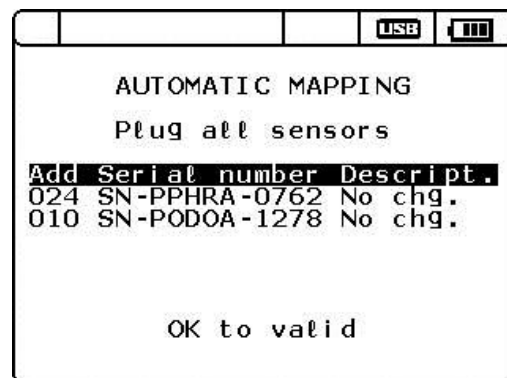 USB
AUTOMATIC MAPPING
Plug all sensors
Add Serial number Descript.
024 SN-PPHRA-0762 No chg.
010 SN-PODOA-1278 No chg.
OK to valid